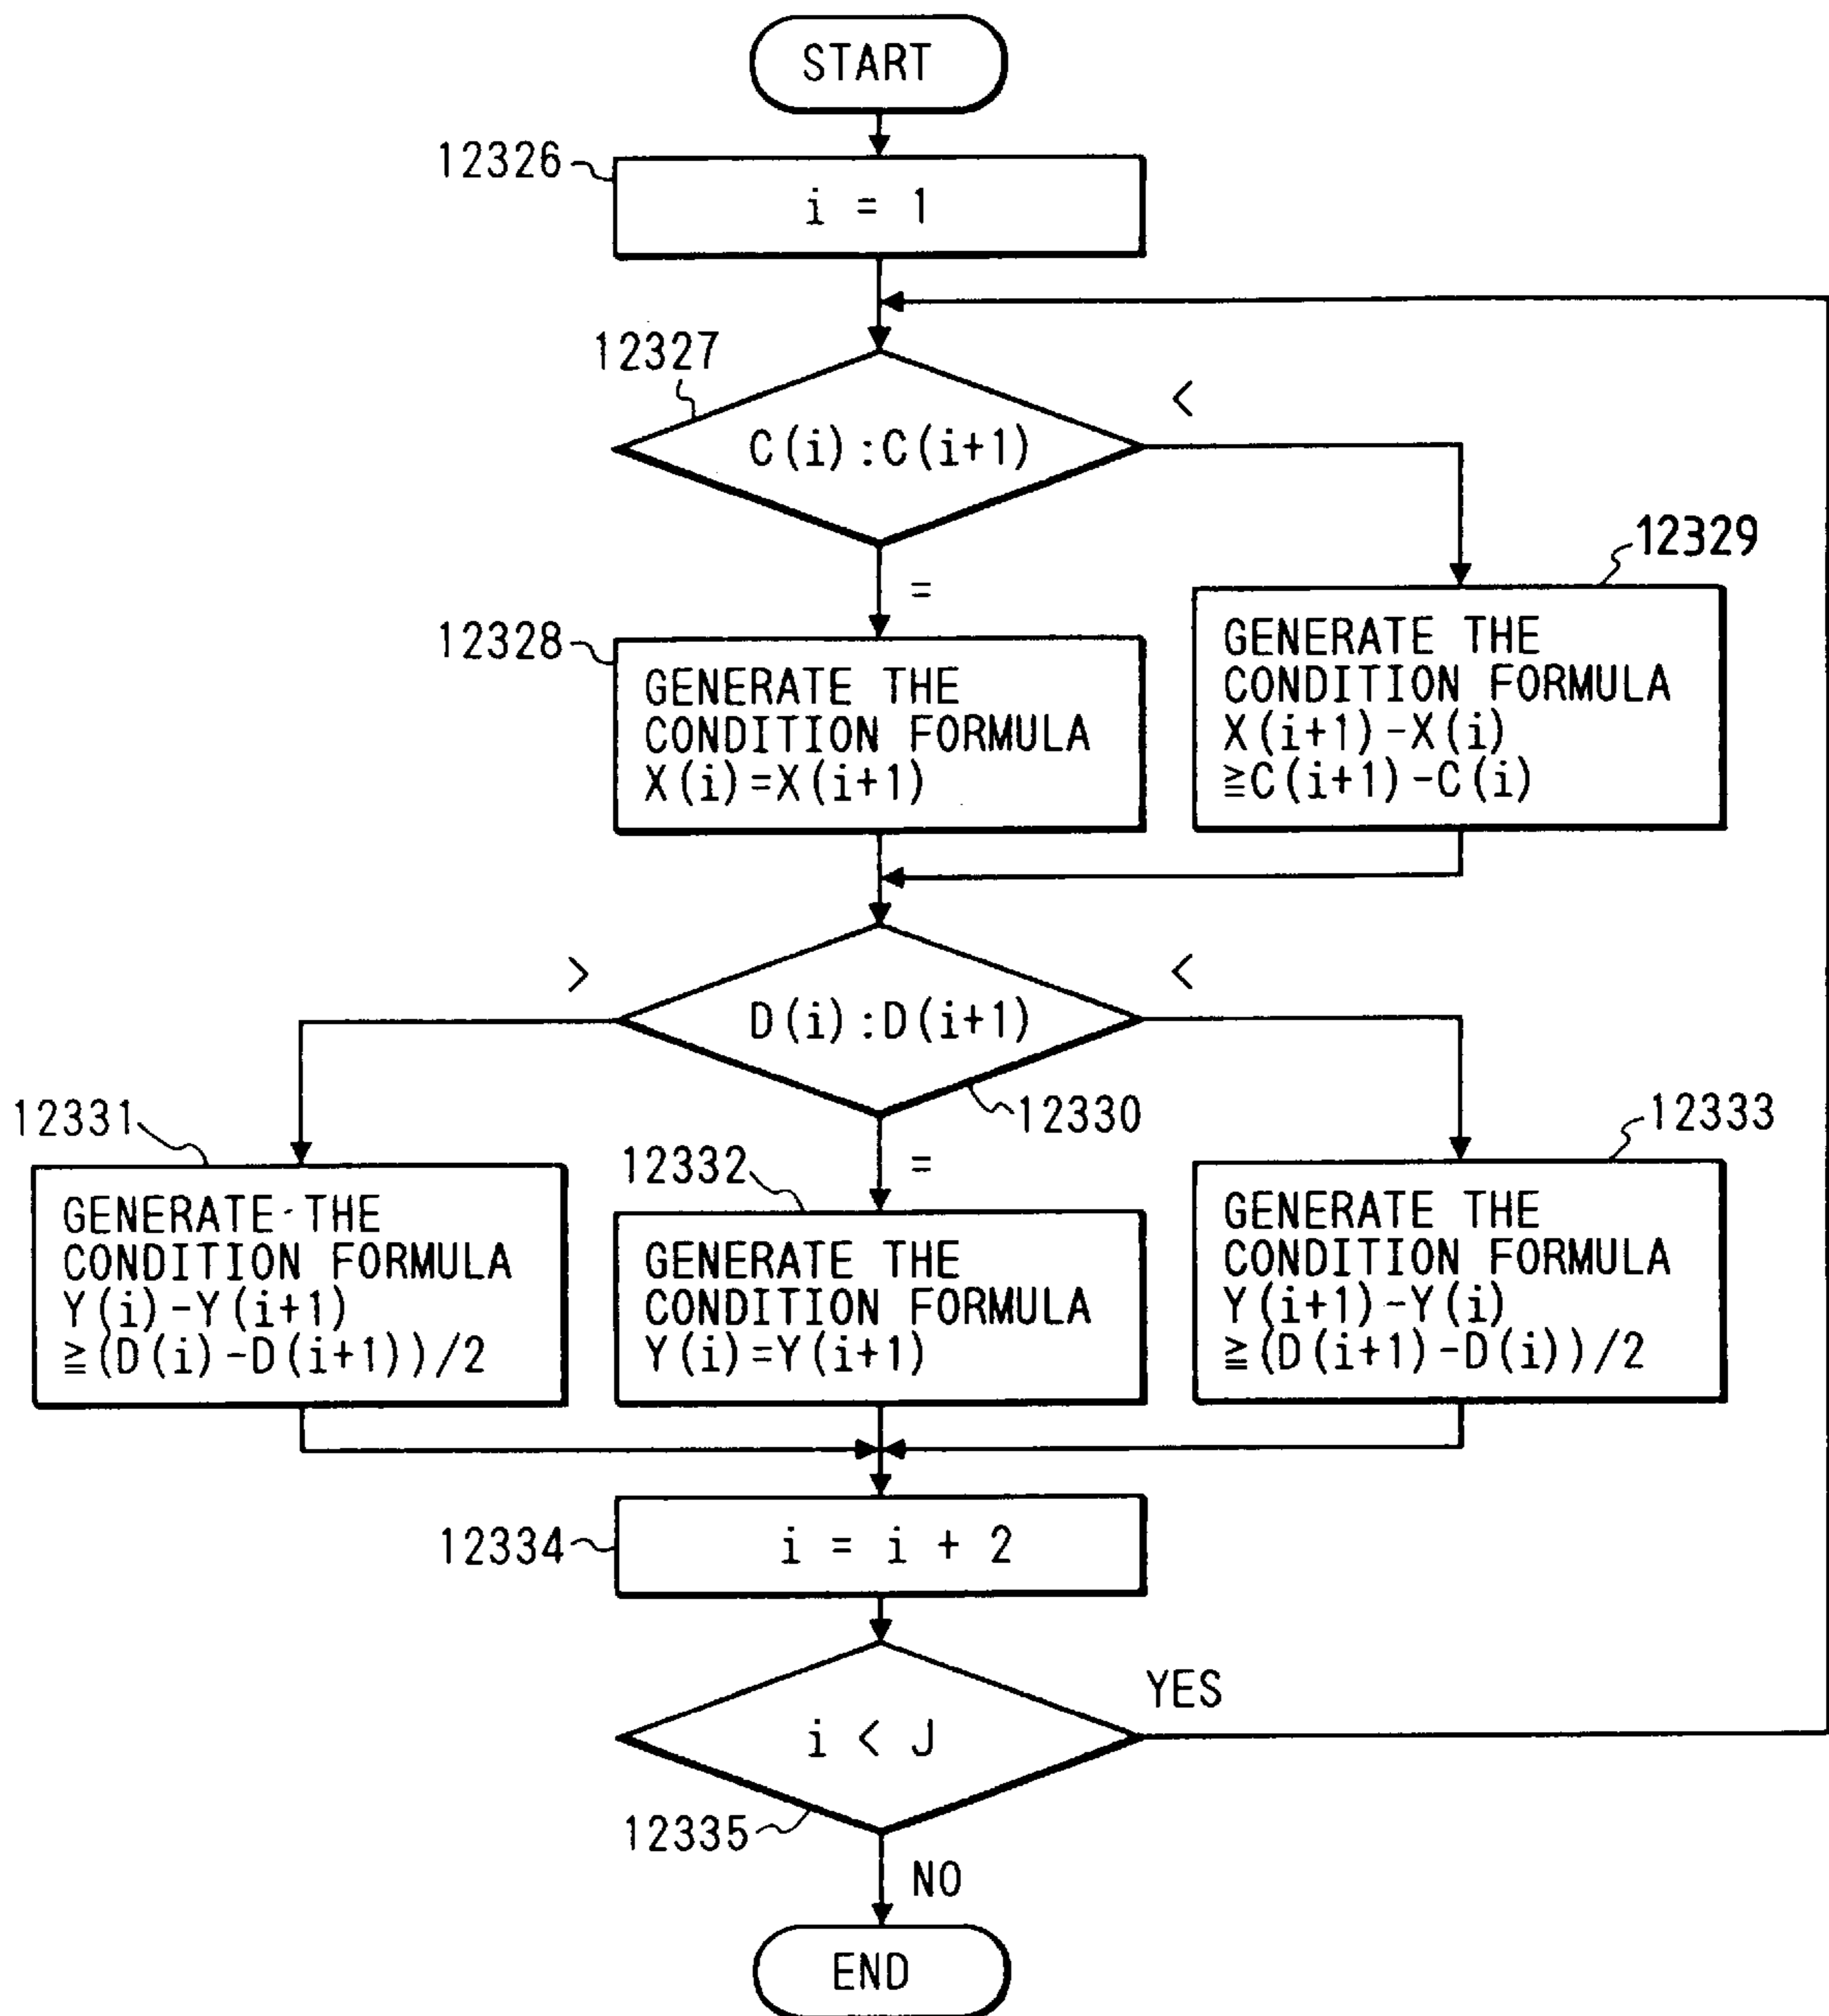 START
12326
i = 1
12327
<
C(i):C(i+1)
12329
=
12328
GENERATE THE
CONDITION FORMULA
X(i)=X(i+1)
GENERATE THE
CONDITION FORMULA
X(i+1)-X(i)
≧C(i+1)-C(i)
>
<
D(i):D(i+1)
12330
12331
12332
=
12333
GENERATE THE
CONDITION FORMULA
Y(i)-Y(i+1)
≧(D(i)-D(i+1))/2
GENERATE THE
CONDITION FORMULA
Y(i)=Y(i+1)
GENERATE THE
CONDITION FORMULA
Y(i+1)-Y(i)
≧(D(i+1)-D(i))/2
12334
i = i + 2
YES
i < J
12335
NO
END